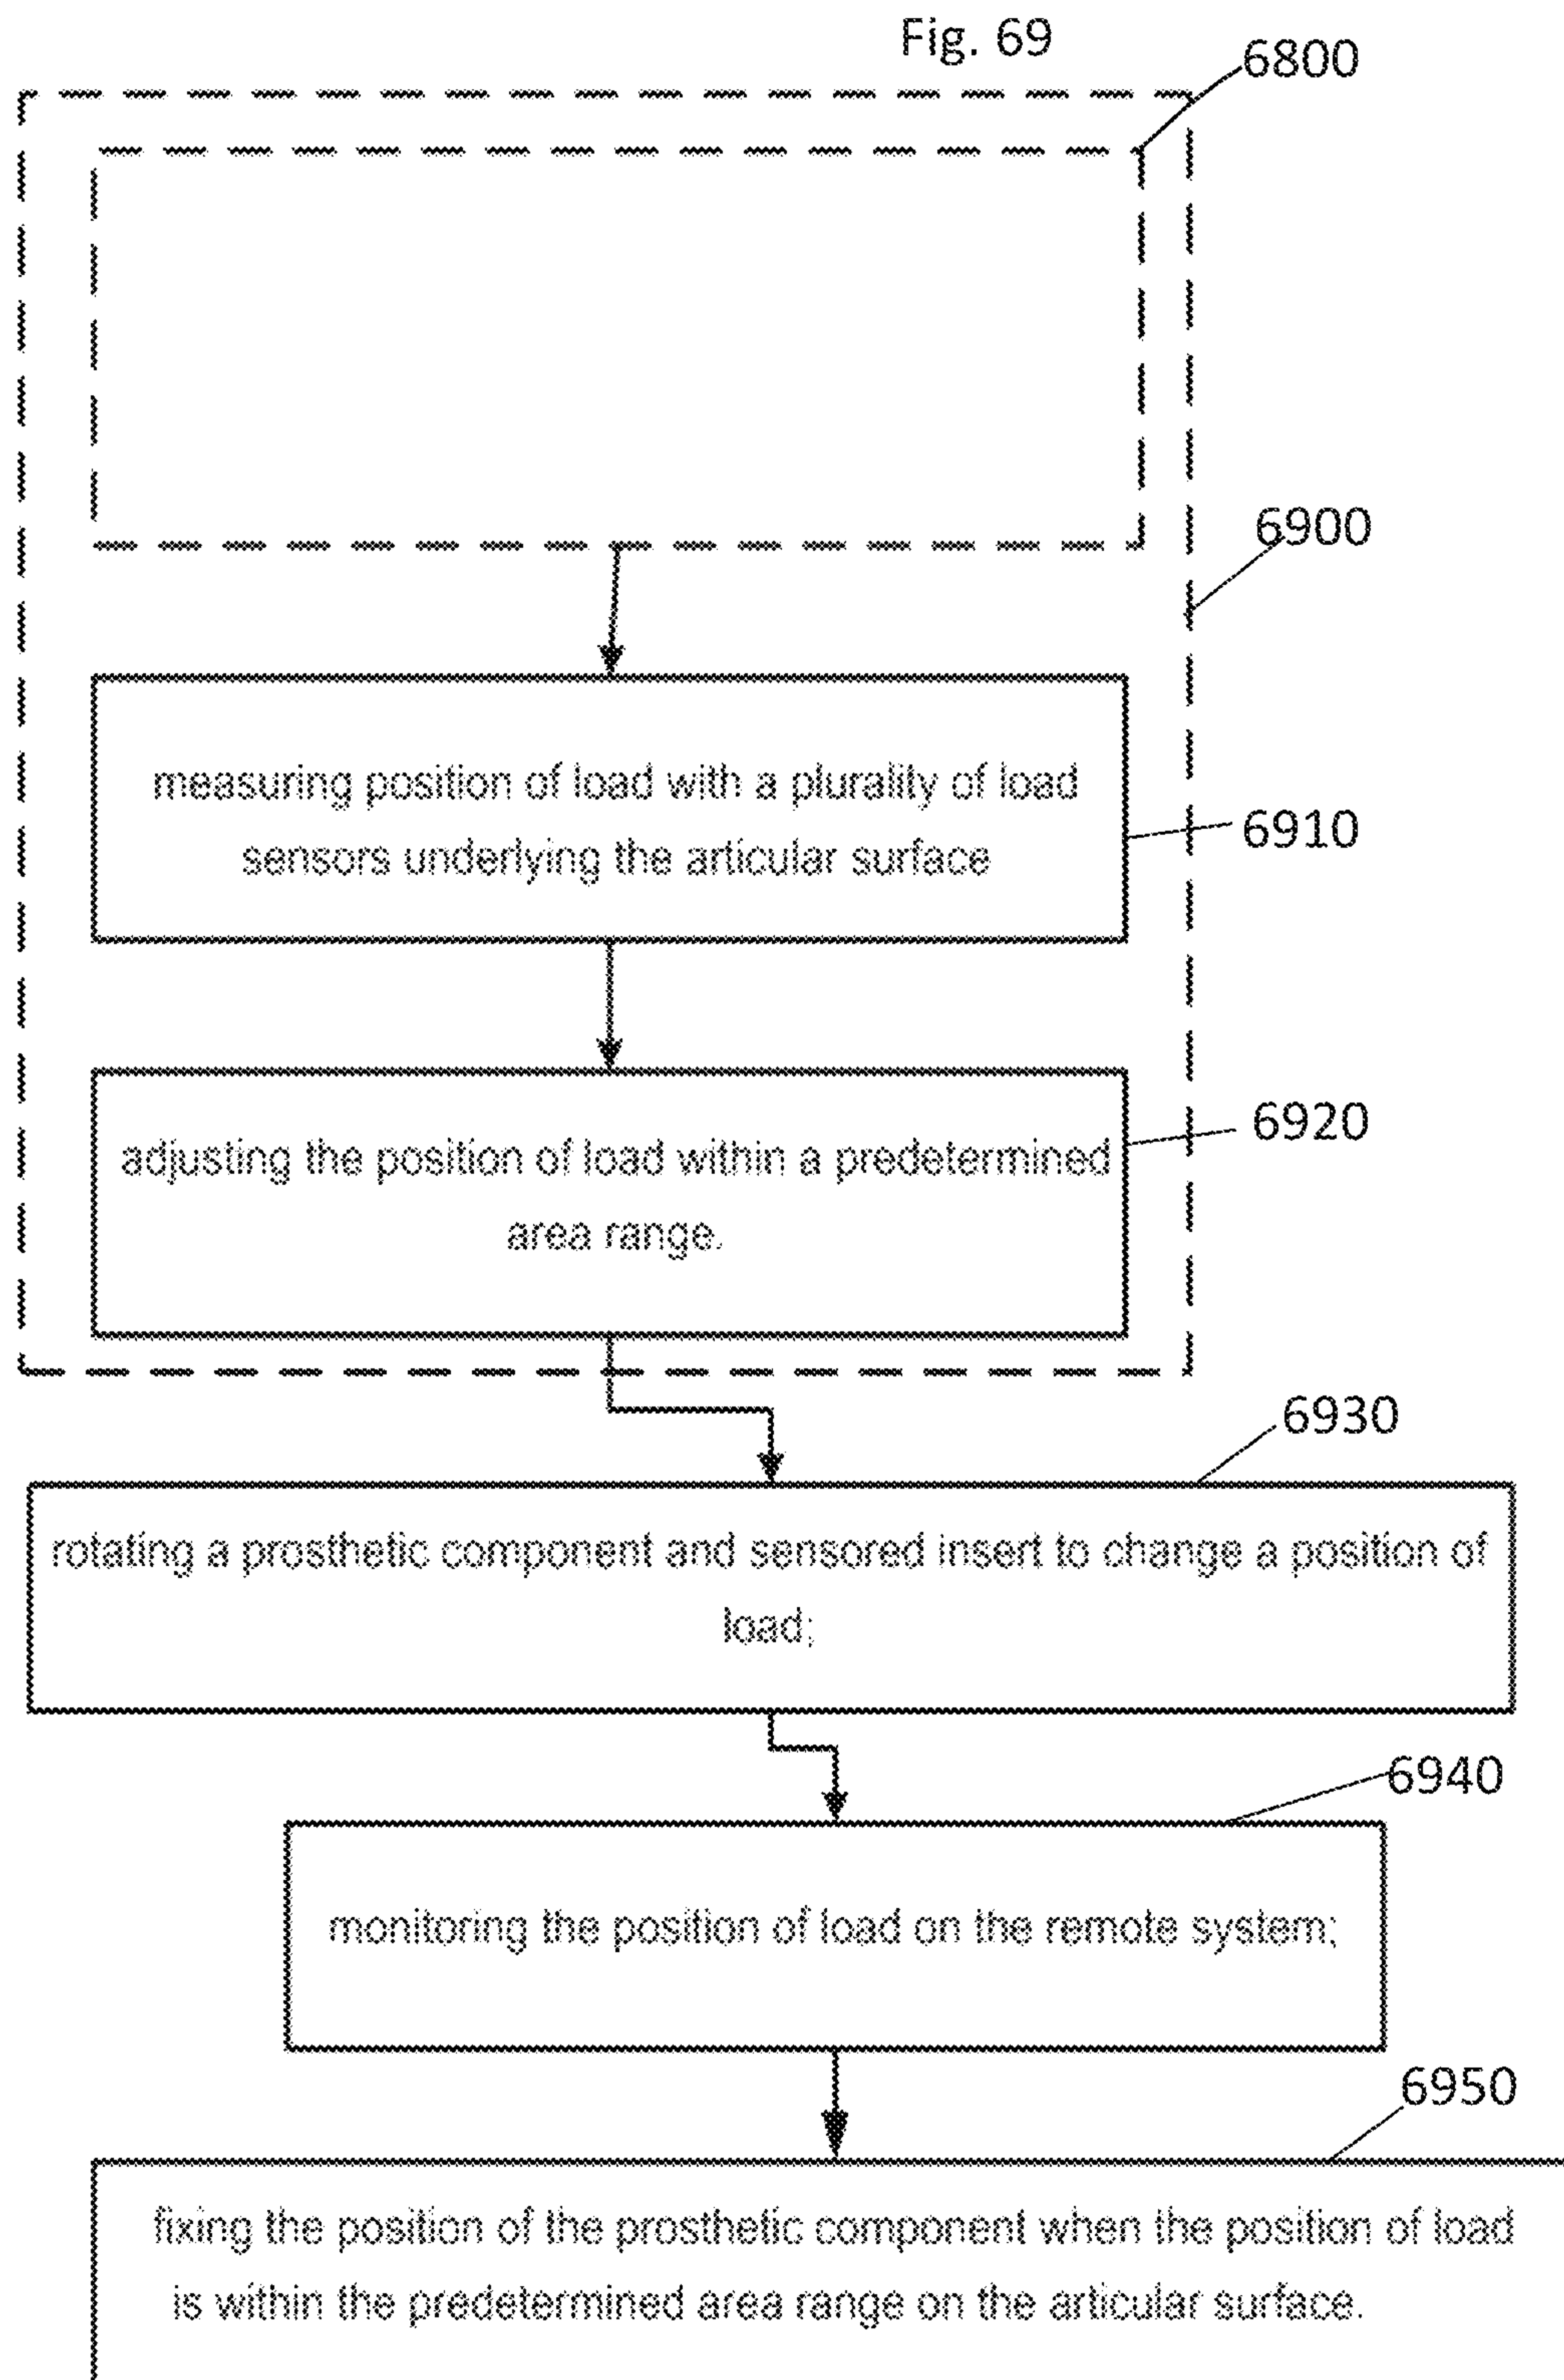 Fig. 69
6800
6900
measuring position of load with a plurality of load
sensors underlying the articular surface
6910
adjusting the position of load within a predetermined
area range.
6920
6930
rotating a prosthetic component and sensored insert to change a position of
load;
6940
monitoring the position of load on the remote system;
6950
fixing the position of the prosthetic component when the position of load
is within the predetermined area range on the articular surface.